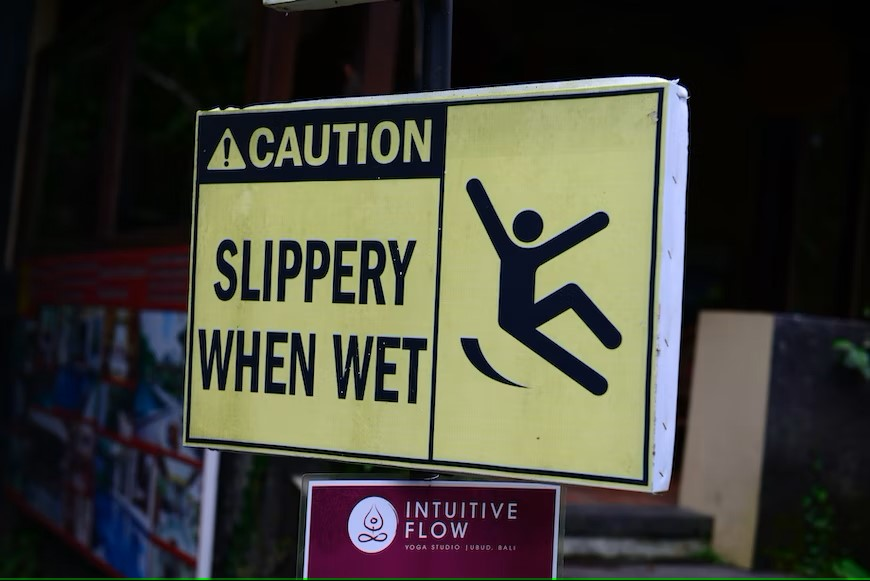 CAUTION
SLIPPERY
WHEN WET
INTUITIVE
FLOW
YOGA STUDIO | UBUD, BALI